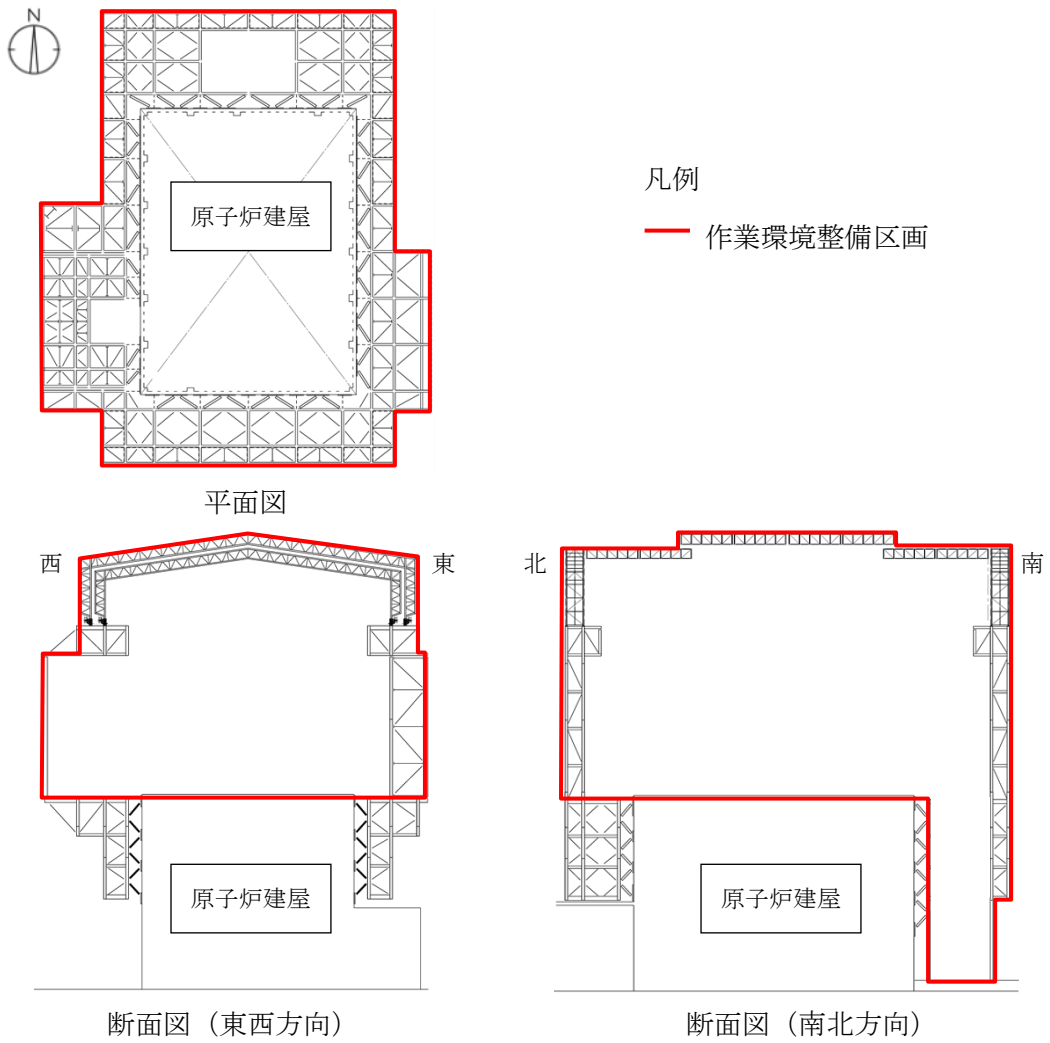 N
凡例
原子炉建屋
作業環境整備区画
平面図
西
東
北
南
原子炉建屋
原子炉建屋
断面図（東西方向）
断面図（南北方向）